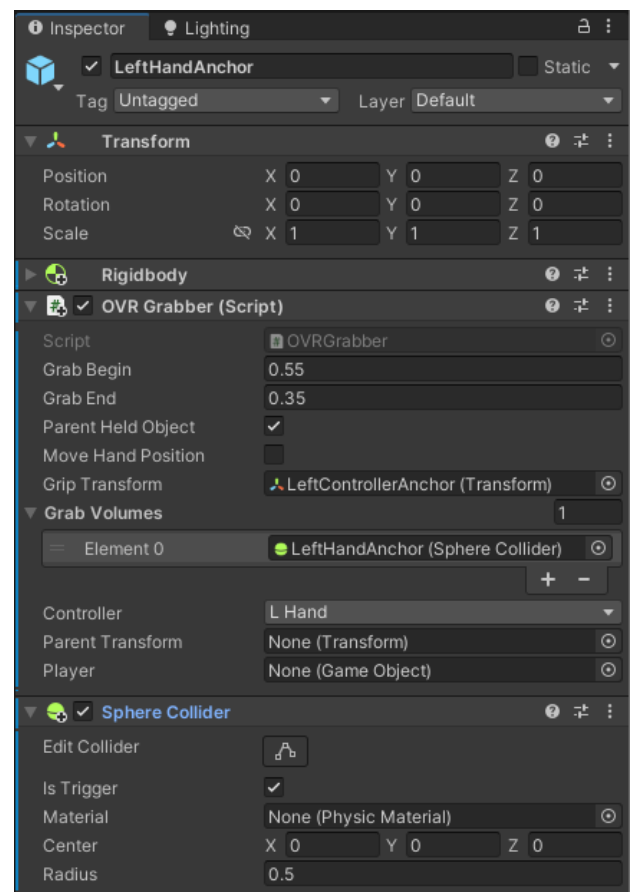 Inspector Lighting
LeftHandAnchor Static
Tag Untagged Layer Default
Transform
Position X 0 Y 0 Z 0
Rotation X 0 Y 0 Z 0
Scale X 1 Y 1 Z 1
Rigidbody
OVR Grabber (Script)
Script OVRGrabber
Grab Begin 0.55
Grab End 0.35
Parent Held Object
Move Hand Position
Grip Transform LeftControllerAnchor (Transform)
Grab Volumes 1
Element 0 LeftHandAnchor (Sphere Collider)
+ −
Controller L Hand
Parent Transform None (Transform)
Player None (Game Object)
Sphere Collider
Edit Collider
Is Trigger
Material None (Physic Material)
Center X 0 Y 0 Z 0
Radius 0.5